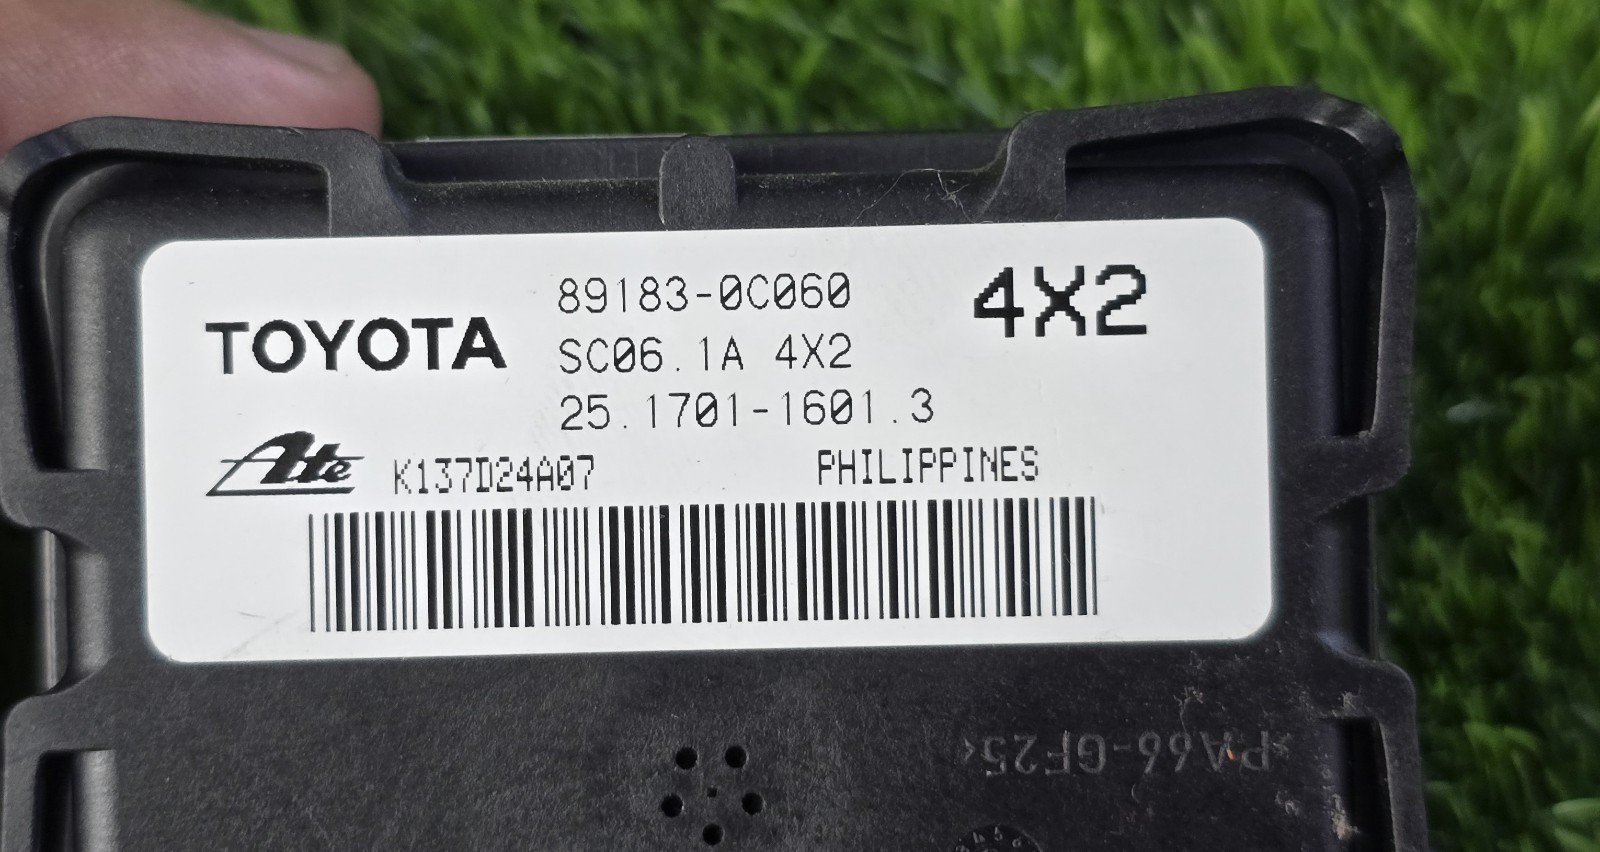 TOYOTA
89183-0C060
SC06.1A 4X2
25.1701-1601.3
4X2
Ate
K137D24A07
PHILIPPINES
>PA66-GF25<